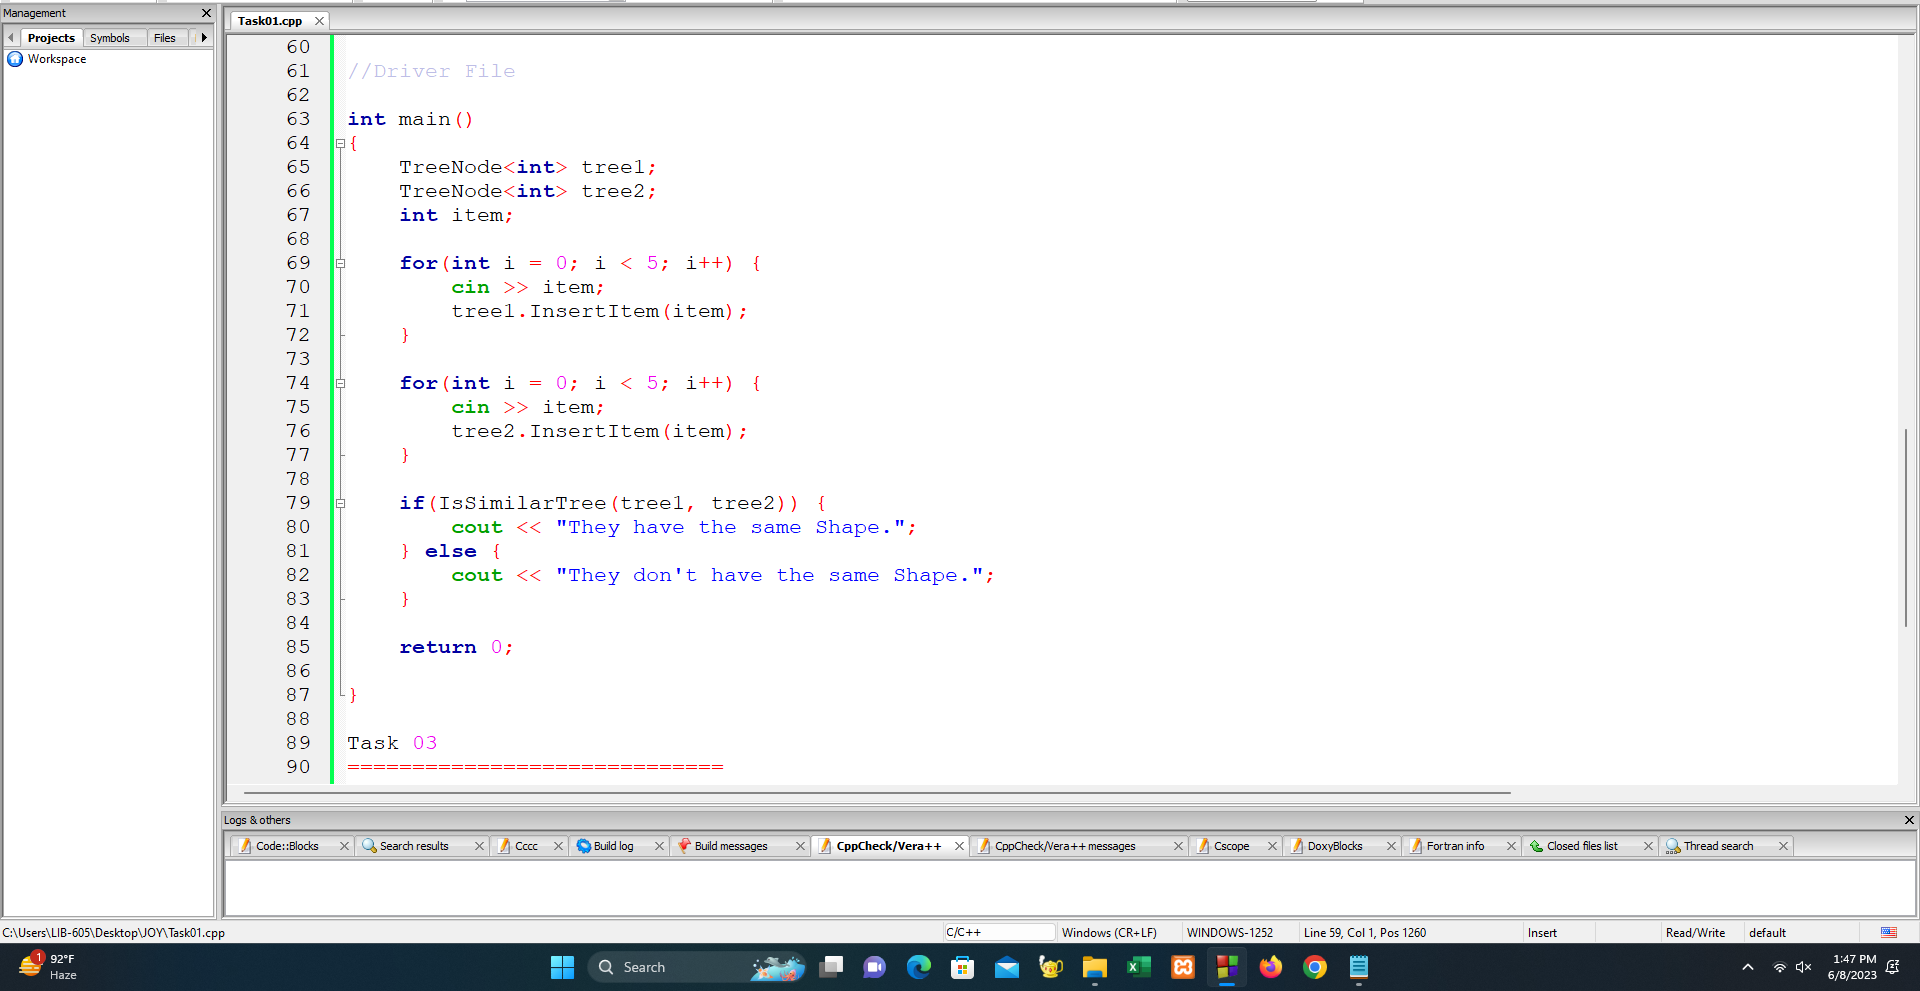 Management
Projects
Symbols
Files
Workspace
Task01.cpp
60
61 //Driver File
62
63 int main()
64 {
65     TreeNode<int> tree1;
66     TreeNode<int> tree2;
67     int item;
68
69     for(int i = 0; i < 5; i++) {
70         cin >> item;
71         tree1.InsertItem(item);
72     }
73
74     for(int i = 0; i < 5; i++) {
75         cin >> item;
76         tree2.InsertItem(item);
77     }
78
79     if(IsSimilarTree(tree1, tree2)) {
80         cout << "They have the same Shape.";
81     } else {
82         cout << "They don't have the same Shape.";
83     }
84
85     return 0;
86
87 }
88
89 Task 03
90 =============================
Logs & others
Code::Blocks
Search results
Cccc
Build log
Build messages
CppCheck/Vera++
CppCheck/Vera++ messages
Cscope
DoxyBlocks
Fortran info
Closed files list
Thread search
C:\Users\LIB-605\Desktop\JOY\Task01.cpp
C/C++
Windows (CR+LF)
WINDOWS-1252
Line 59, Col 1, Pos 1260
Insert
Read/Write
default
1
92°F
Haze
Search
1:47 PM
6/8/2023